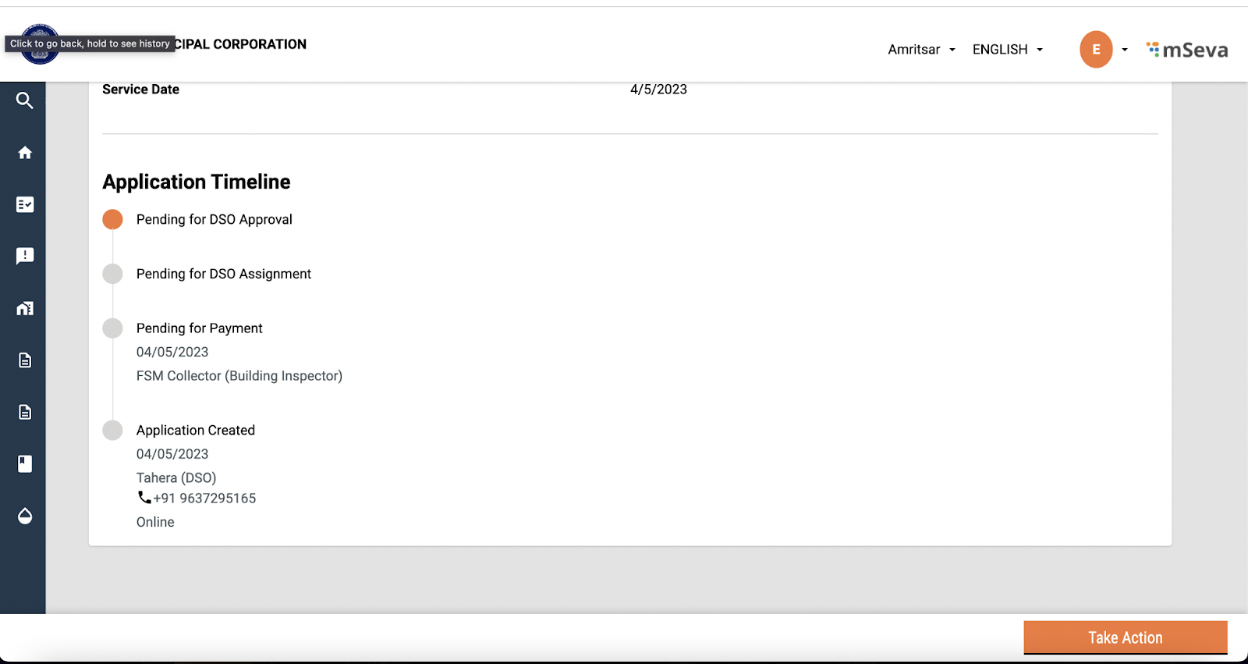 Click to go back, hold to see history
CIPAL CORPORATION
Amritsar
ENGLISH
E
mSeva
Service Date
4/5/2023
Application Timeline
Pending for DSO Approval
Pending for DSO Assignment
Pending for Payment
04/05/2023
FSM Collector (Building Inspector)
Application Created
04/05/2023
Tahera (DSO)
+91 9637295165
Online
Take Action